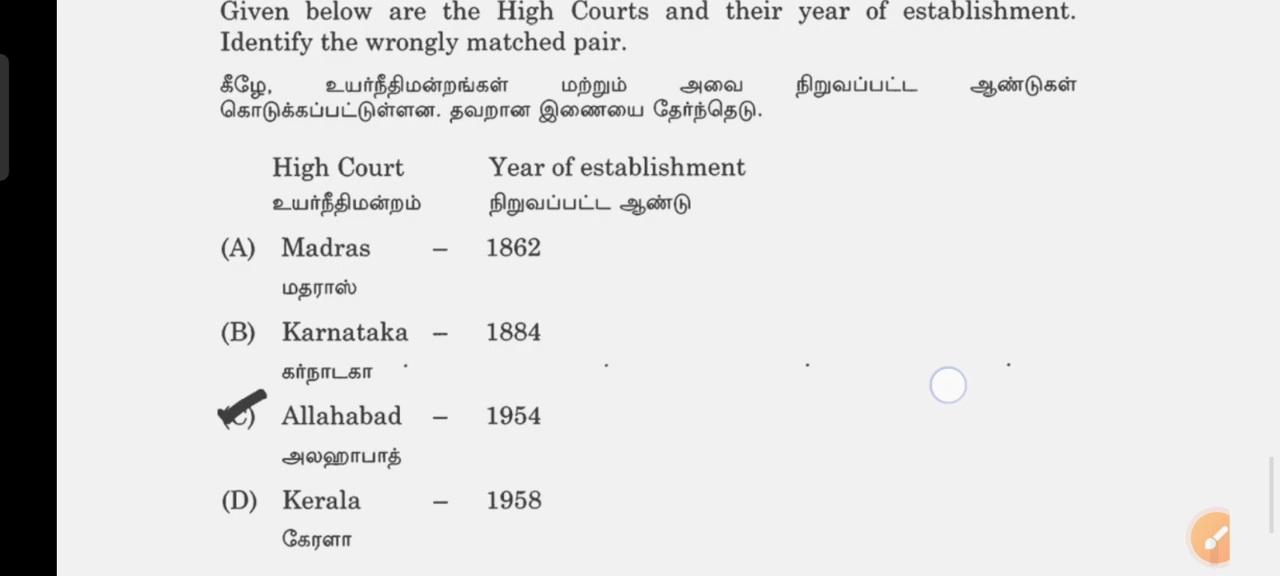 Given below are the High Courts and their year of establishment.
Identify the wrongly matched pair.
கீழே, உயர்நீதிமன்றங்கள் மற்றும் அவை நிறுவப்பட்ட ஆண்டுகள்
கொடுக்கப்பட்டுள்ளன. தவறான இணையை தேர்ந்தெடு.
High Court Year of establishment
உயர்நீதிமன்றம் நிறுவப்பட்ட ஆண்டு
(A) Madras – 1862
மதராஸ்
(B) Karnataka – 1884
கர்நாடகா
(C) Allahabad – 1954
அலஹாபாத்
(D) Kerala – 1958
கேரளா